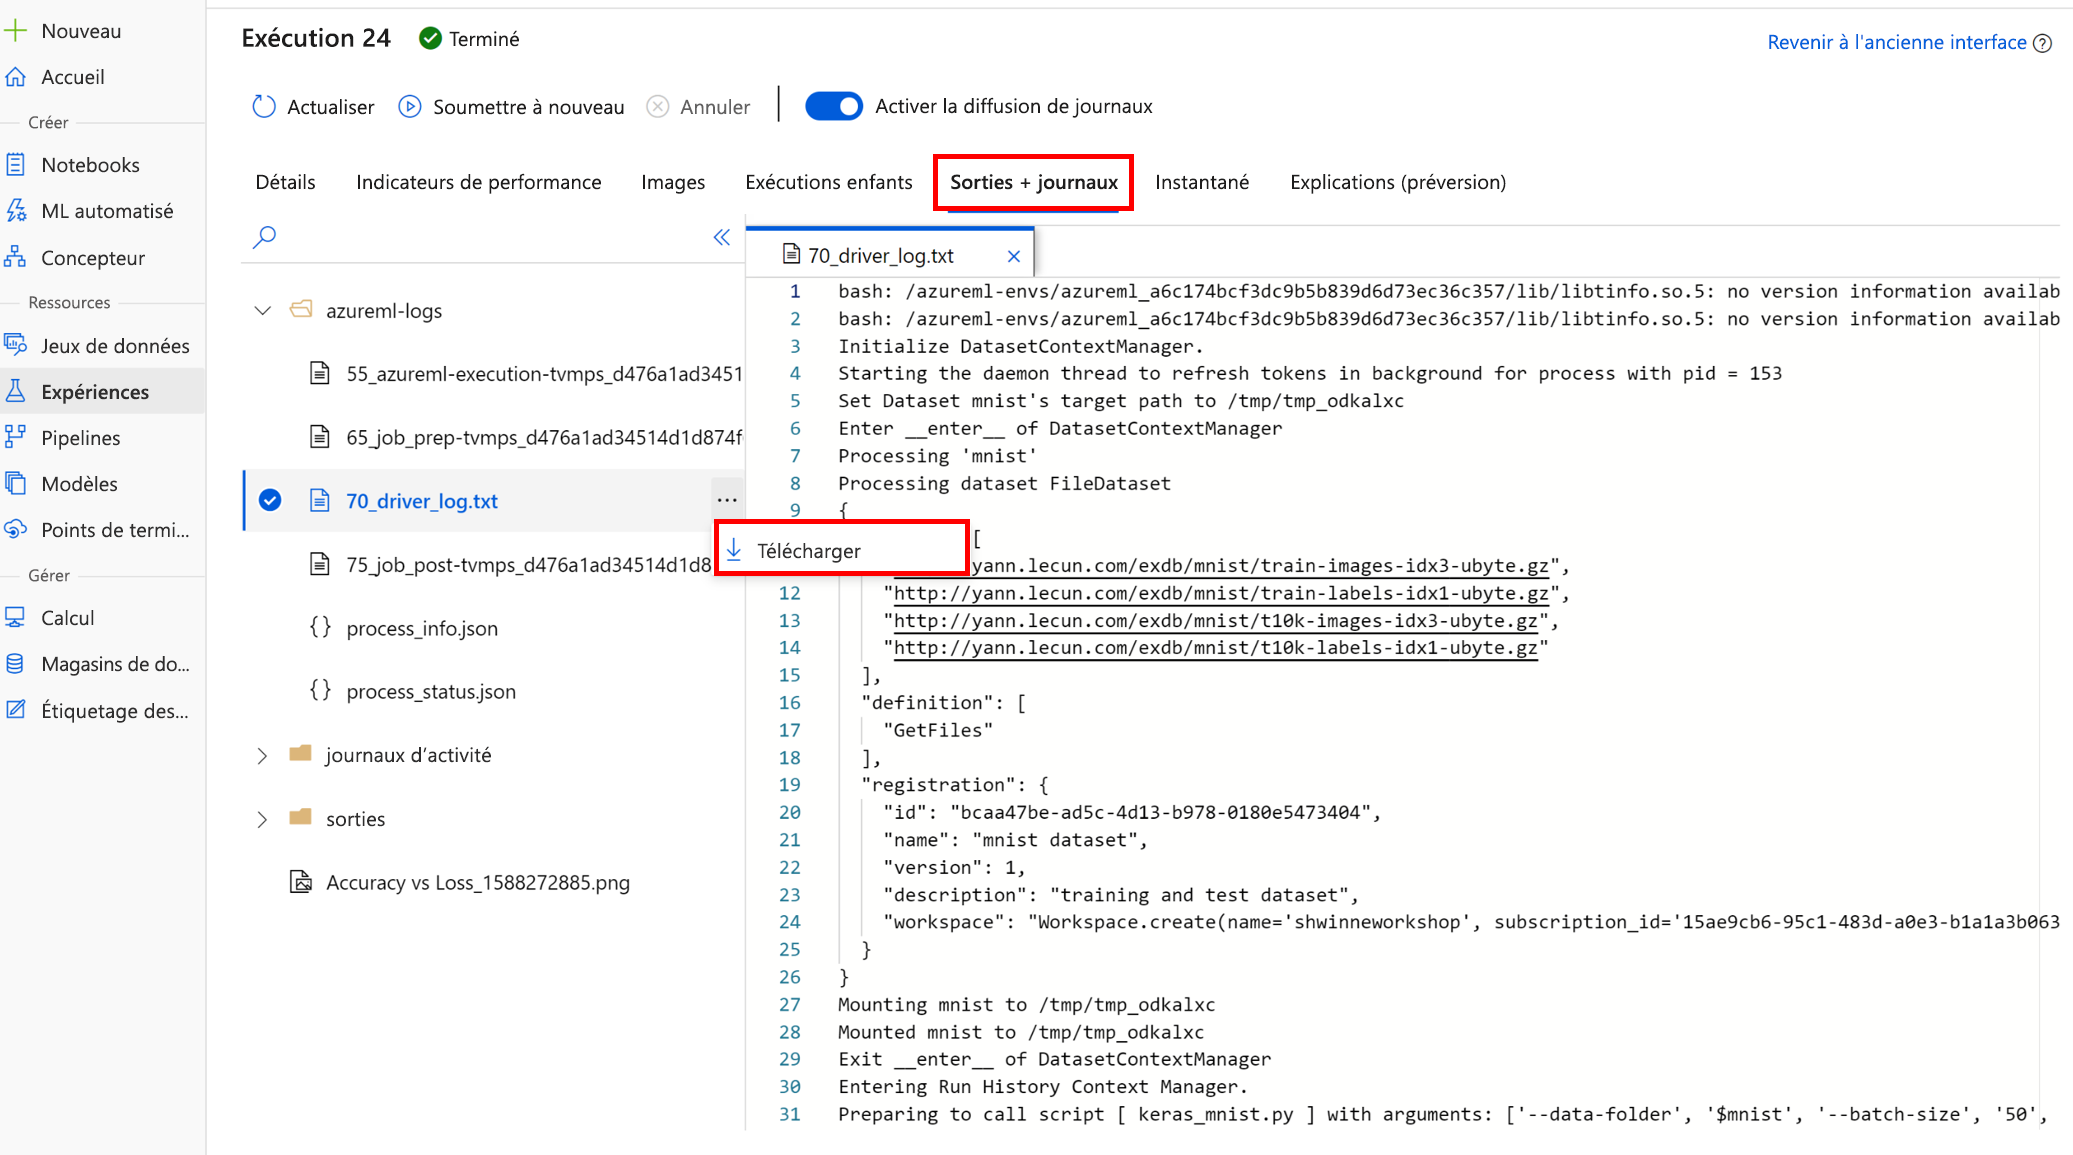 Nouveau
Accueil
Créer
Notebooks
ML automatisé
Concepteur
Ressources
Jeux de données
Expériences
Pipelines
Modèles
Points de termi...
Gérer
Calcul
Magasins de do...
Étiquetage des...
Exécution 24 Terminé
Revenir à l'ancienne interface ?
Actualiser Soumettre à nouveau Annuler Activer la diffusion de journaux
Détails Indicateurs de performance Images Exécutions enfants Sorties + journaux Instantané Explications (préversion)
azureml-logs
55_azureml-execution-tvmps_d476a1ad3451
65_job_prep-tvmps_d476a1ad34514d1d874f
70_driver_log.txt ...
75_job_post-tvmps_d476a1ad34514d1d8
{} process_info.json
{} process_status.json
journaux d’activité
sorties
Accuracy vs Loss_1588272885.png
Télécharger
70_driver_log.txt
1 bash: /azureml-envs/azureml_a6c174bcf3dc9b5b839d6d73ec36c357/lib/libtinfo.so.5: no version information availab
2 bash: /azureml-envs/azureml_a6c174bcf3dc9b5b839d6d73ec36c357/lib/libtinfo.so.5: no version information availab
3 Initialize DatasetContextManager.
4 Starting the daemon thread to refresh tokens in background for process with pid = 153
5 Set Dataset mnist's target path to /tmp/tmp_odkalxc
6 Enter __enter__ of DatasetContextManager
7 Processing 'mnist'
8 Processing dataset FileDataset
9 {
[
yann.lecun.com/exdb/mnist/train-images-idx3-ubyte.gz",
12 "http://yann.lecun.com/exdb/mnist/train-labels-idx1-ubyte.gz",
13 "http://yann.lecun.com/exdb/mnist/t10k-images-idx3-ubyte.gz",
14 "http://yann.lecun.com/exdb/mnist/t10k-labels-idx1-ubyte.gz"
15 ],
16 "definition": [
17 "GetFiles"
18 ],
19 "registration": {
20 "id": "bcaa47be-ad5c-4d13-b978-0180e5473404",
21 "name": "mnist dataset",
22 "version": 1,
23 "description": "training and test dataset",
24 "workspace": "Workspace.create(name='shwinneworkshop', subscription_id='15ae9cb6-95c1-483d-a0e3-b1a1a3b063
25 }
26 }
27 Mounting mnist to /tmp/tmp_odkalxc
28 Mounted mnist to /tmp/tmp_odkalxc
29 Exit __enter__ of DatasetContextManager
30 Entering Run History Context Manager.
31 Preparing to call script [ keras_mnist.py ] with arguments: ['--data-folder', '$mnist', '--batch-size', '50',